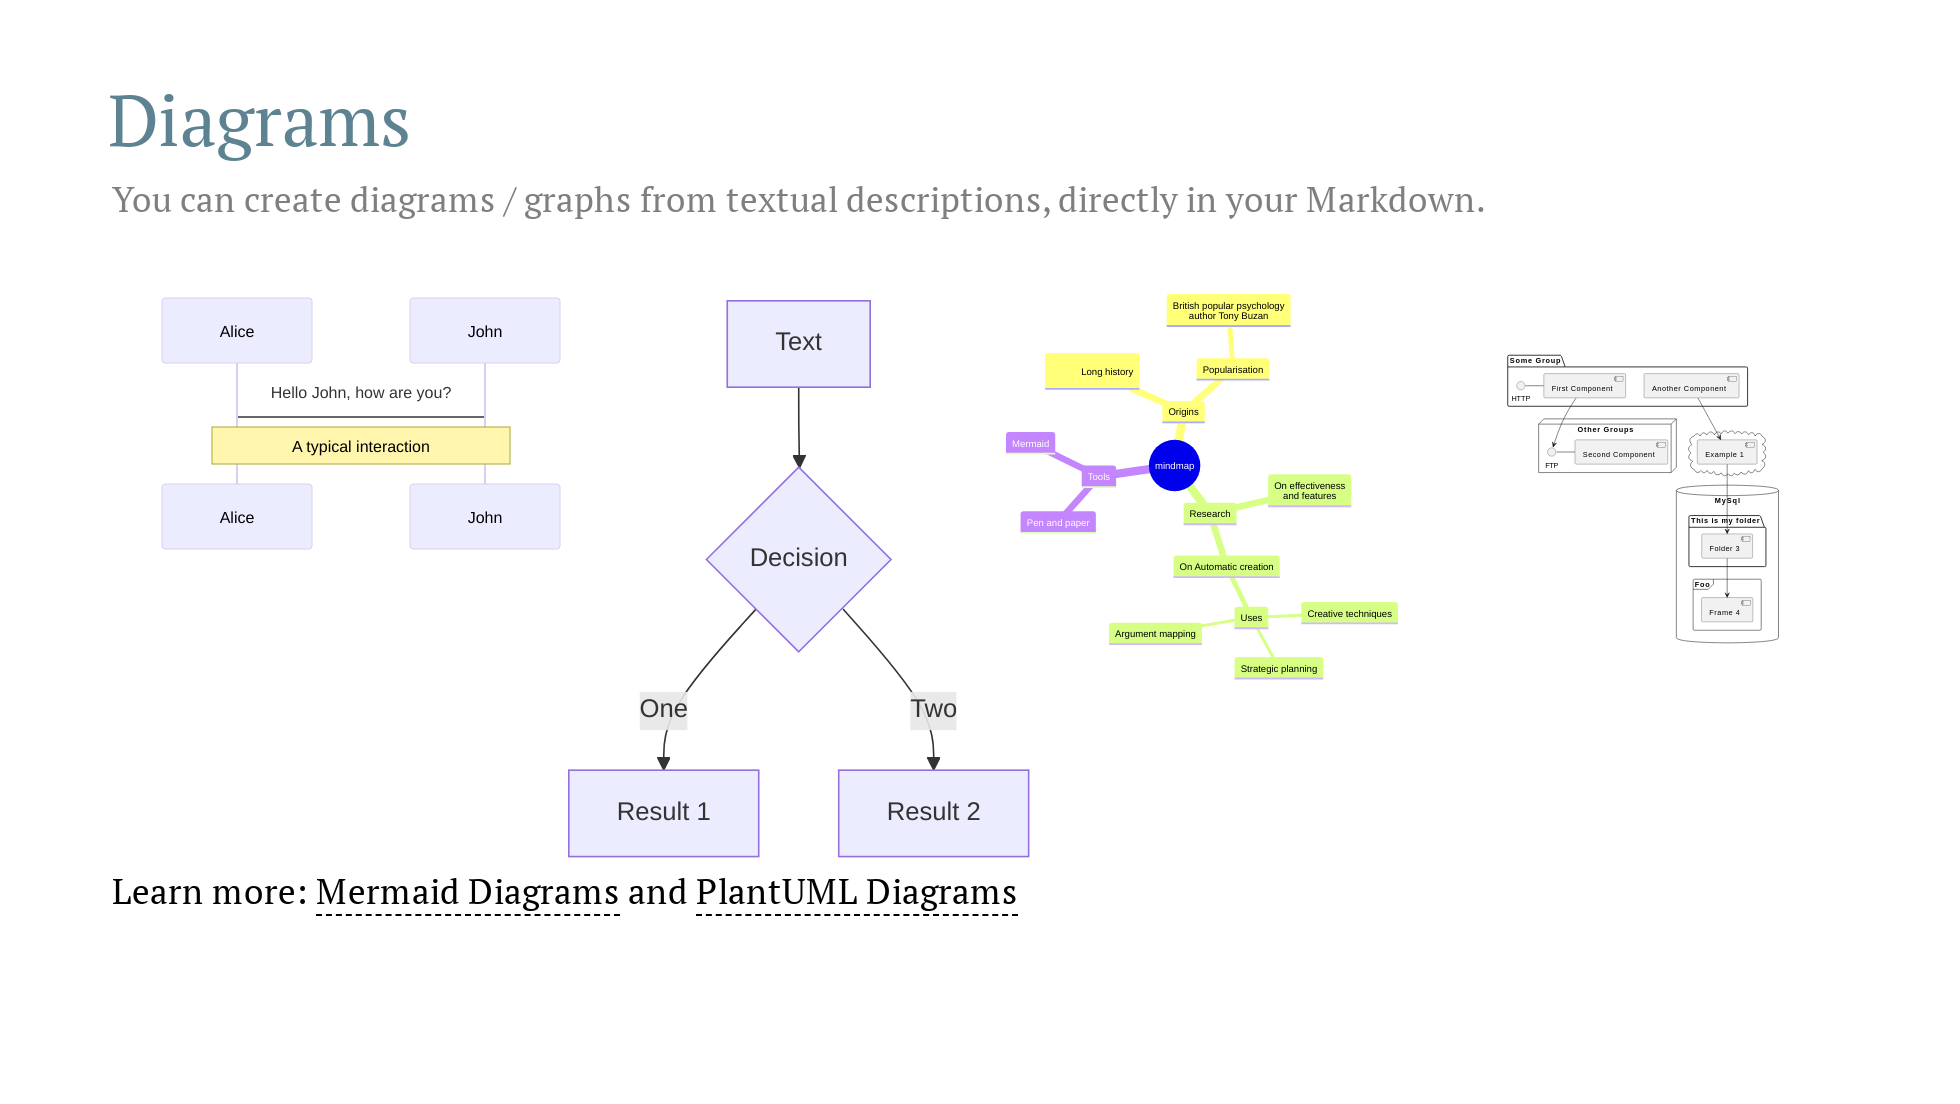 Diagrams
You can create diagrams / graphs from textual descriptions, directly in your Markdown.
Alice
John
Hello John, how are you?
A typical interaction
Alice
John
Text
Decision
One
Two
Result 1
Result 2
British popular psychology
author Tony Buzan
Long history
Popularisation
Origins
Mermaid
mindmap
Tools
On effectiveness
and features
Research
Pen and paper
On Automatic creation
Uses
Creative techniques
Argument mapping
Strategic planning
Some Group
First Component
Another Component
HTTP
Other Groups
Second Component
Example 1
FTP
MySql
This is my folder
Folder 3
Foo
Frame 4
Learn more: Mermaid Diagrams and PlantUML Diagrams